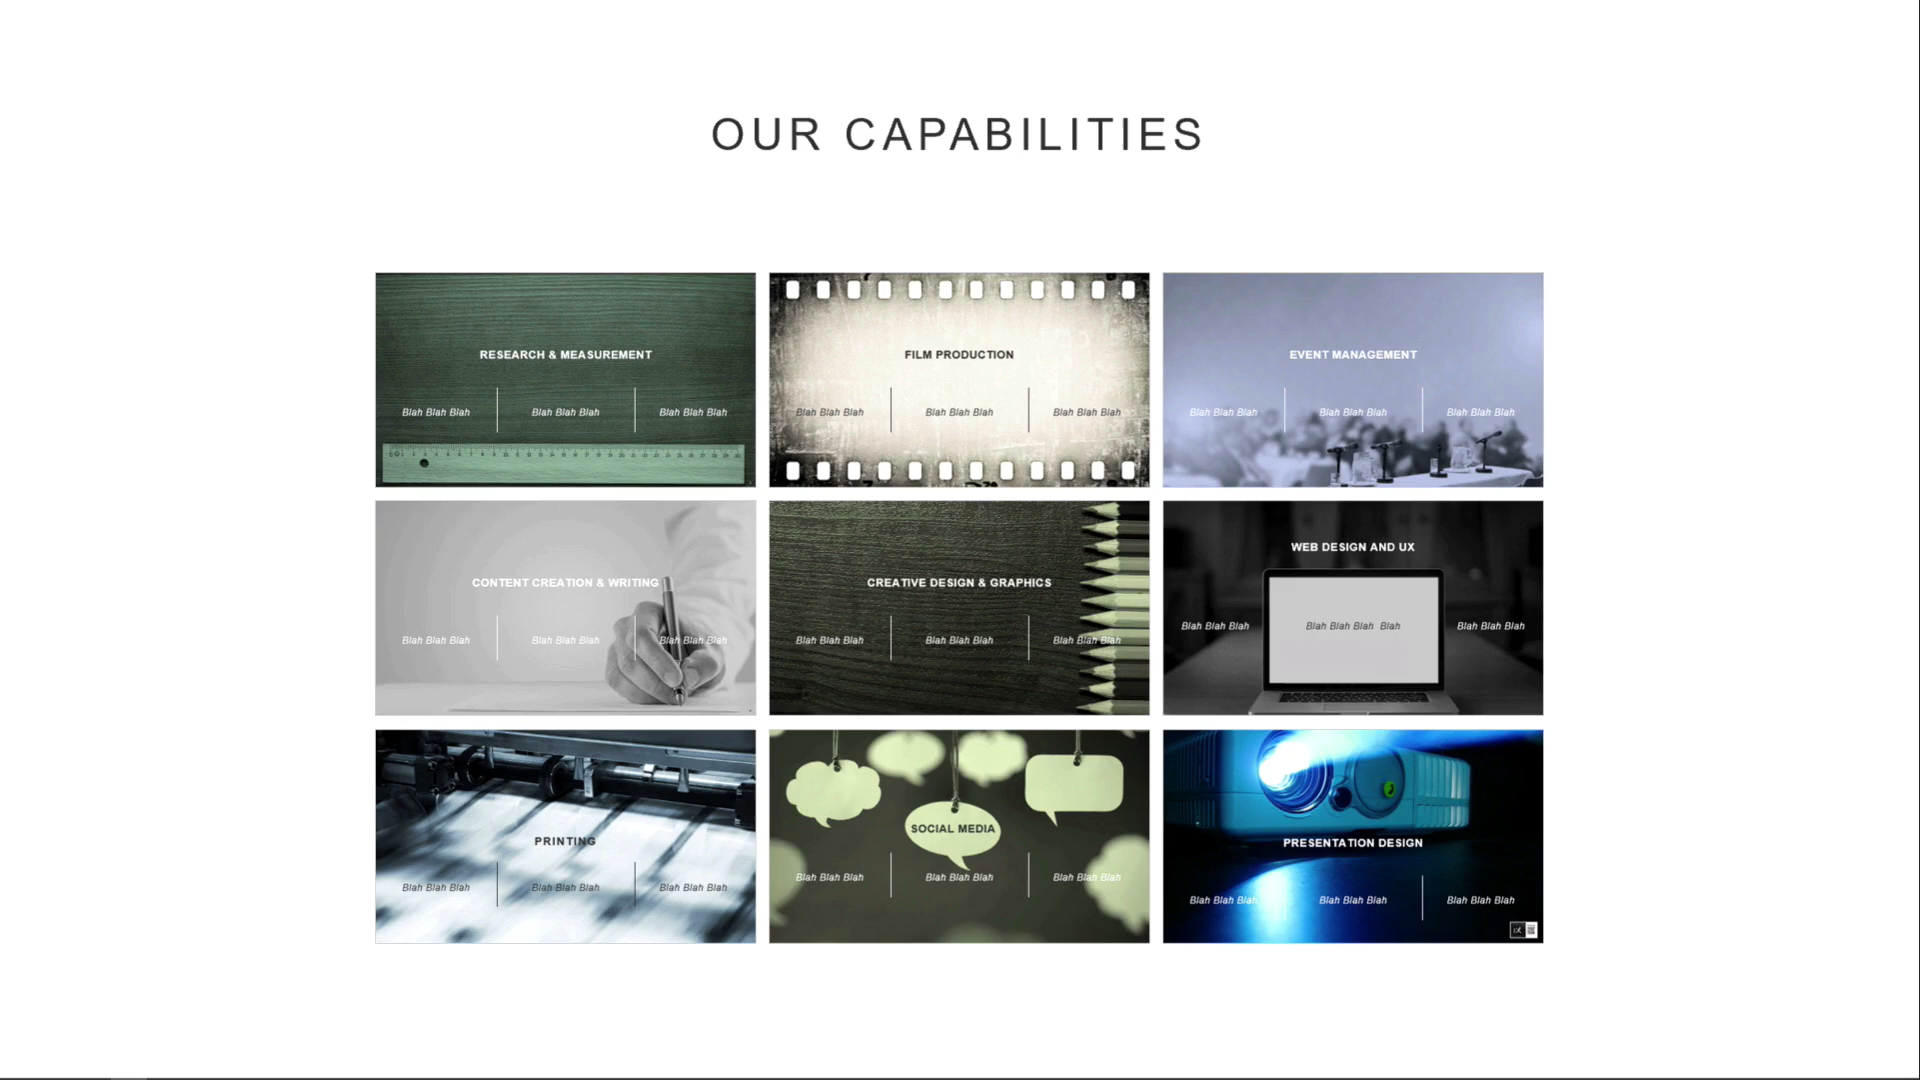 OUR CAPABILITIES
RESEARCH & MEASUREMENT
Blah Blah Blah
Blah Blah Blah
Blah Blah Blah
FILM PRODUCTION
Blah Blah Blah
Blah Blah Blah
Blah Blah Blah
EVENT MANAGEMENT
Blah Blah Blah
Blah Blah Blah
Blah Blah Blah
CONTENT CREATION & WRITING
Blah Blah Blah
Blah Blah Blah
Blah Blah Blah
CREATIVE DESIGN & GRAPHICS
Blah Blah Blah
Blah Blah Blah
Blah Blah Blah
WEB DESIGN AND UX
Blah Blah Blah
Blah Blah Blah Blah
Blah Blah Blah
PRINTING
Blah Blah Blah
Blah Blah Blah
Blah Blah Blah
SOCIAL MEDIA
Blah Blah Blah
Blah Blah Blah
Blah Blah Blah
PRESENTATION DESIGN
Blah Blah Blah
Blah Blah Blah
Blah Blah Blah